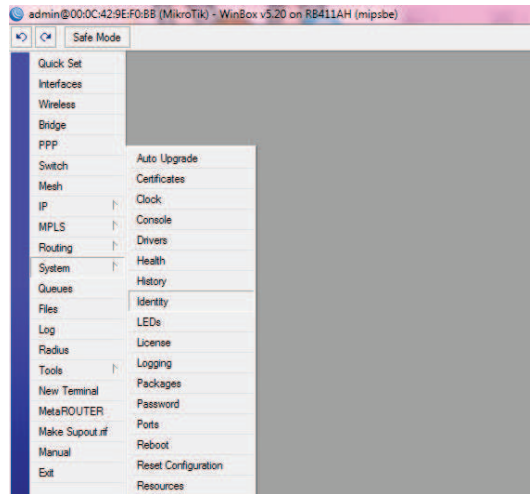 admin@00:0C:42:9E:F0:BB (MikroTik) - WinBox v5.20 on RB411AH (mipsbe)
Safe Mode
Quick Set
Interfaces
Wireless
Bridge
PPP
Switch
Mesh
IP
MPLS
Routing
System
Queues
Files
Log
Radius
Tools
New Terminal
MetaROUTER
Make Supout.rif
Manual
Exit
Auto Upgrade
Certificates
Clock
Console
Drivers
Health
History
Identity
LEDs
License
Logging
Packages
Password
Ports
Reboot
Reset Configuration
Resources